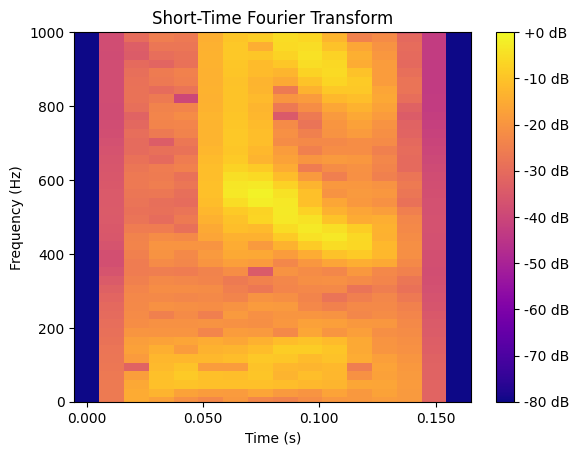 Short-Time Fourier Transform
Frequency (Hz)
1000
800
600
400
200
0
0.000
0.050
0.100
0.150
Time (s)
+0 dB
-10 dB
-20 dB
-30 dB
-40 dB
-50 dB
-60 dB
-70 dB
-80 dB